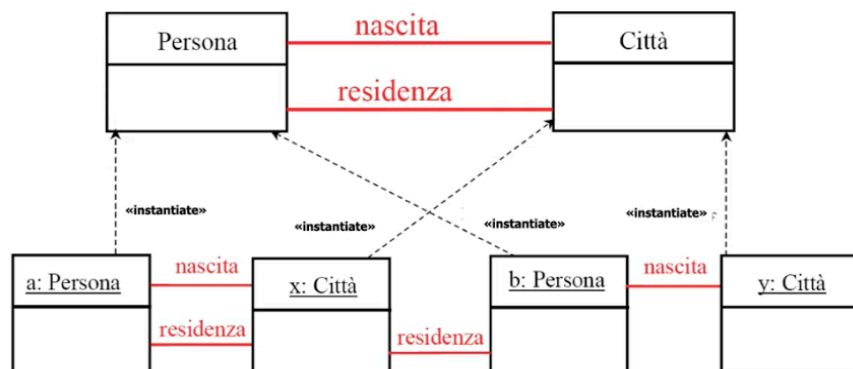 Persona
nascita
Città
residenza
«instantiate»
«instantiate»
«instantiate»
«instantiate»
a: Persona
nascita
x: Città
b: Persona
nascita
y: Città
residenza
residenza